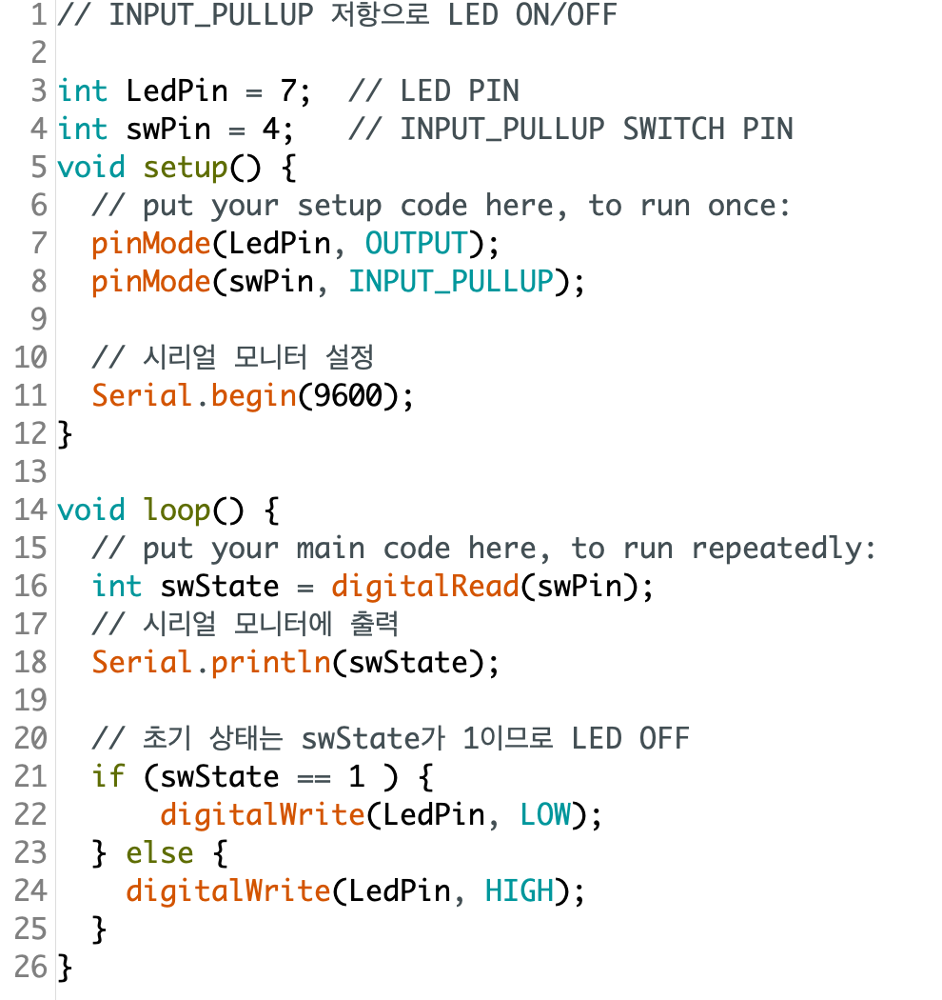 1 // INPUT_PULLUP 저항으로 LED ON/OFF
2
3 int LedPin = 7;  // LED PIN
4 int swPin = 4;   // INPUT_PULLUP SWITCH PIN
5 void setup() {
6   // put your setup code here, to run once:
7   pinMode(LedPin, OUTPUT);
8   pinMode(swPin, INPUT_PULLUP);
9
10   // 시리얼 모니터 설정
11   Serial.begin(9600);
12 }
13
14 void loop() {
15   // put your main code here, to run repeatedly:
16   int swState = digitalRead(swPin);
17   // 시리얼 모니터에 출력
18   Serial.println(swState);
19
20   // 초기 상태는 swState가 1이므로 LED OFF
21   if (swState == 1 ) {
22       digitalWrite(LedPin, LOW);
23   } else {
24     digitalWrite(LedPin, HIGH);
25   }
26 }